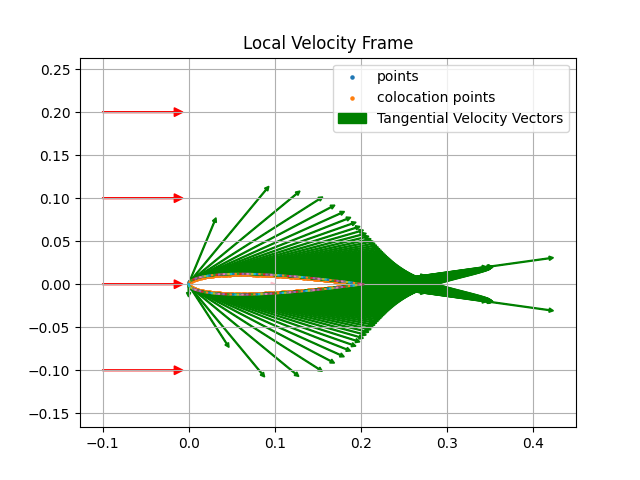 Local Velocity Frame
points
colocation points
Tangential Velocity Vectors
0.25
0.20
0.15
0.10
0.05
0.00
−0.05
−0.10
−0.15
−0.1 0.0 0.1 0.2 0.3 0.4